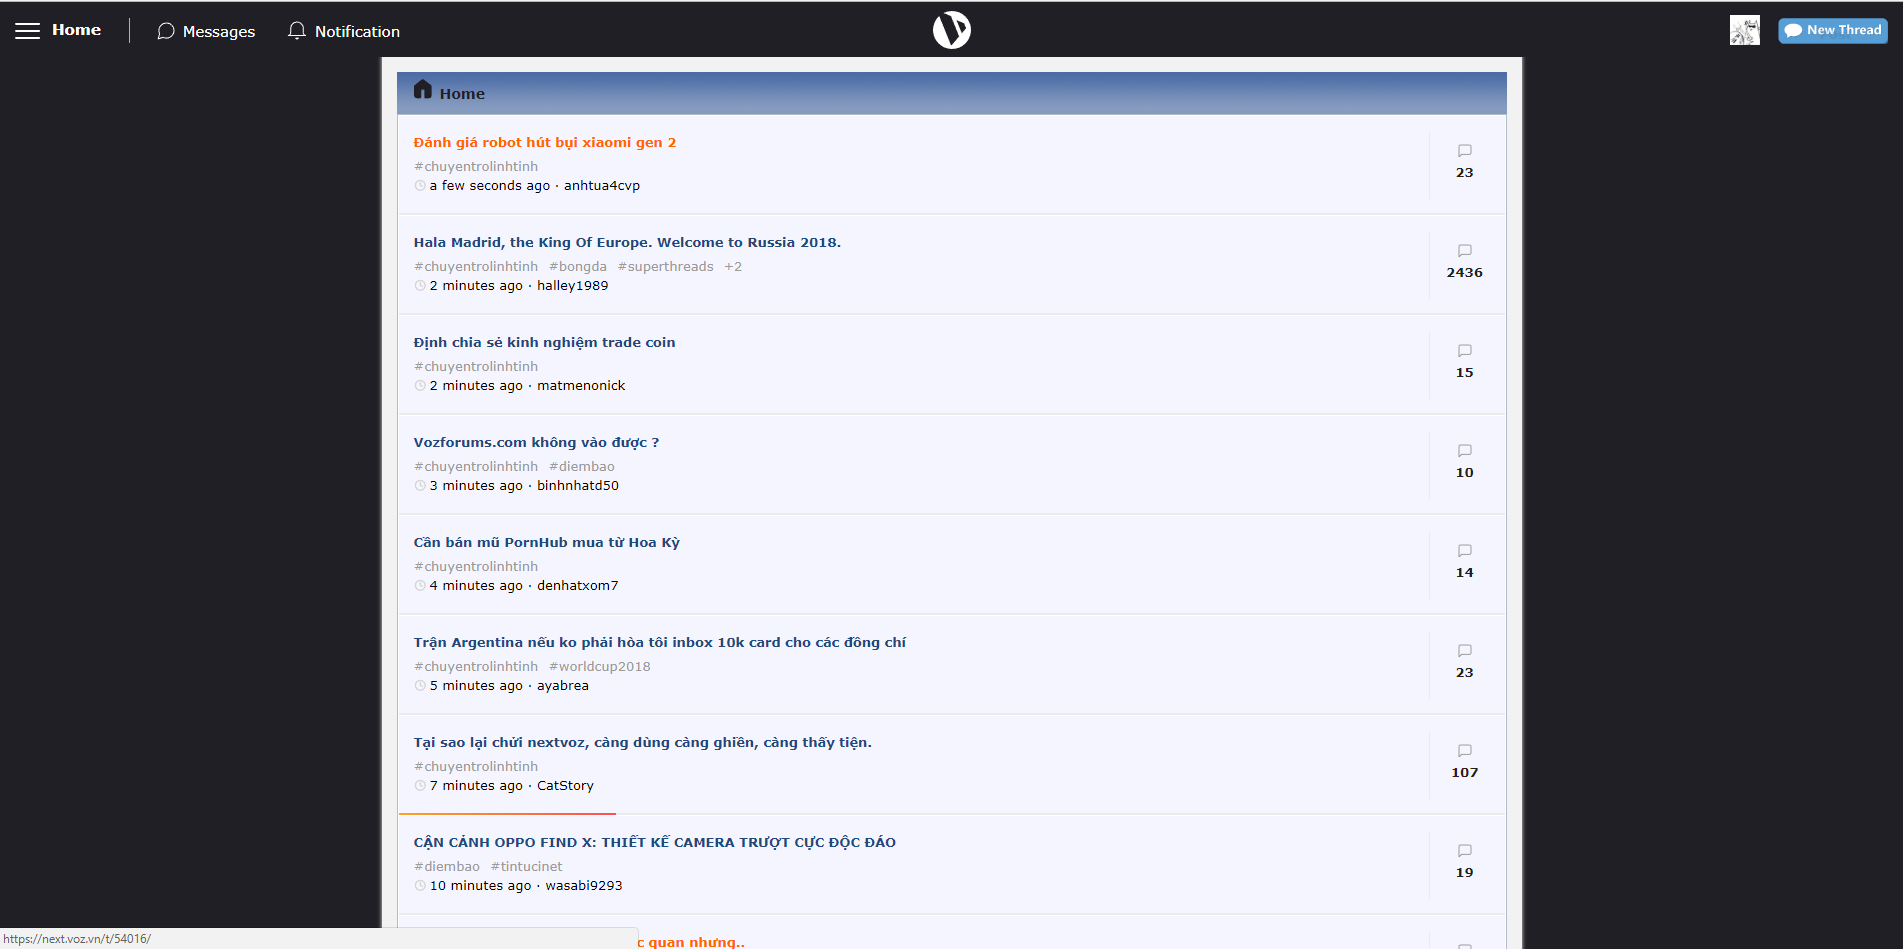 Home
Messages
Notification
New Thread
Home
Đánh giá robot hút bụi xiaomi gen 2
#chuyentrolinhtinh
a few seconds ago · anhtua4cvp
23
Hala Madrid, the King Of Europe. Welcome to Russia 2018.
#chuyentrolinhtinh #bongda #superthreads +2
2 minutes ago · halley1989
2436
Định chia sẻ kinh nghiệm trade coin
#chuyentrolinhtinh
2 minutes ago · matmenonick
15
Vozforums.com không vào được ?
#chuyentrolinhtinh #diembao
3 minutes ago · binhnhatd50
10
Cần bán mũ PornHub mua từ Hoa Kỳ
#chuyentrolinhtinh
4 minutes ago · denhatxom7
14
Trận Argentina nếu ko phải hòa tôi inbox 10k card cho các đồng chí
#chuyentrolinhtinh #worldcup2018
5 minutes ago · ayabrea
23
Tại sao lại chửi nextvoz, càng dùng càng ghiền, càng thấy tiện.
#chuyentrolinhtinh
7 minutes ago · CatStory
107
CẬN CẢNH OPPO FIND X: THIẾT KẾ CAMERA TRƯỢT CỰC ĐỘC ĐÁO
#diembao #tintucinet
10 minutes ago · wasabi9293
19
c quan nhưng..
https://next.voz.vn/t/54016/